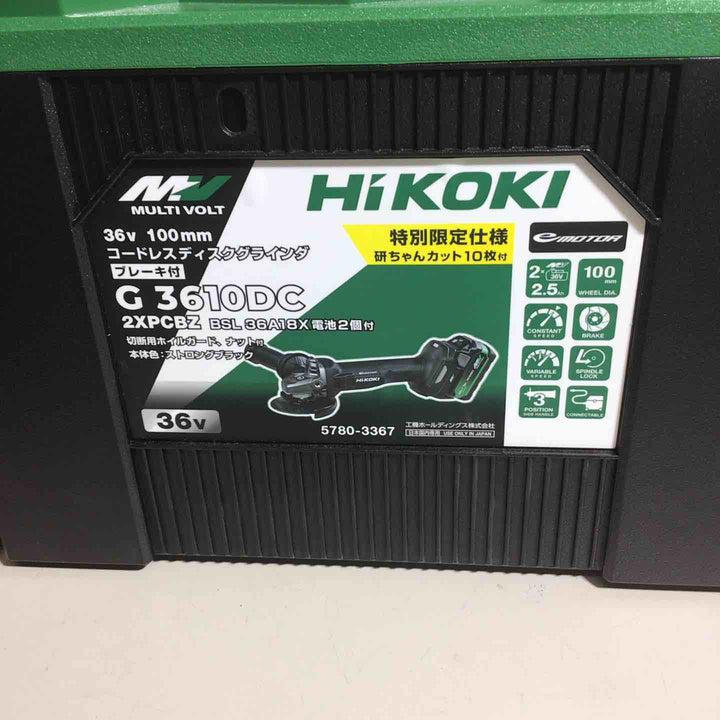 MV
MULTI VOLT
HiKOKI
36V 100mm
コードレスディスクグラインダ
ブレーキ付
G 3610DC
2XPCBZ BSL 36A18X 電池2個付
切断用ホイルガード、ナット付
本体色:ストロングブラック
36V
特別限定仕様
研ちゃんカット10枚付
HiKOKI
5780-3367
工機ホールディングス株式会社
日本国内専用 USE ONLY IN JAPAN
e MOTOR
2 36V
2.5Ah
100
mm
WHEEL DIA.
CONSTANT
SPEED
BRAKE
VARIABLE
SPEED
SPINDLE
LOCK
3
POSITION
SIDE HANDLE
CONNECTABLE